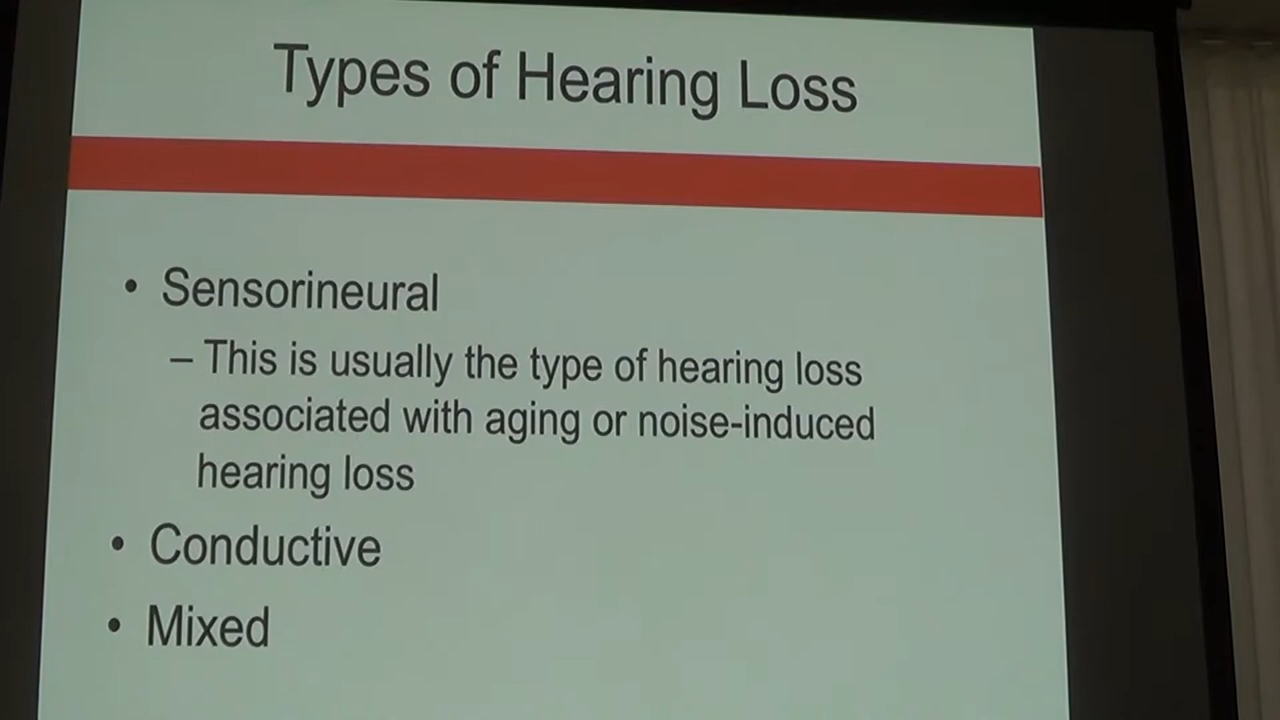 Types of Hearing Loss
• Sensorineural
– This is usually the type of hearing loss
associated with aging or noise-induced
hearing loss
• Conductive
• Mixed